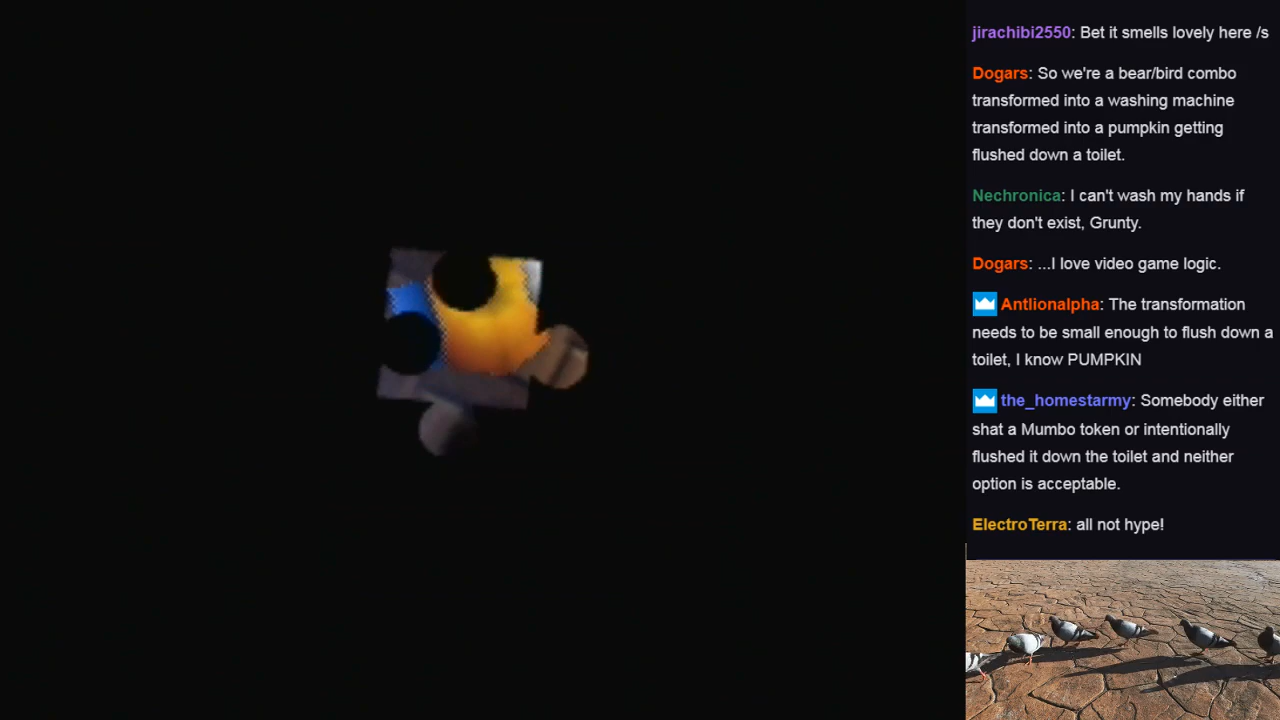 jirachibi2550: Bet it smells lovely here /s
Dogars: So we're a bear/bird combo
transformed into a washing machine
transformed into a pumpkin getting
flushed down a toilet.
Nechronica: I can't wash my hands if
they don't exist, Grunty.
Dogars: ...I love video game logic.
Antlionalpha: The transformation
needs to be small enough to flush down a
toilet, I know PUMPKIN
the_homestarmy: Somebody either
shat a Mumbo token or intentionally
flushed it down the toilet and neither
option is acceptable.
ElectroTerra: all not hype!